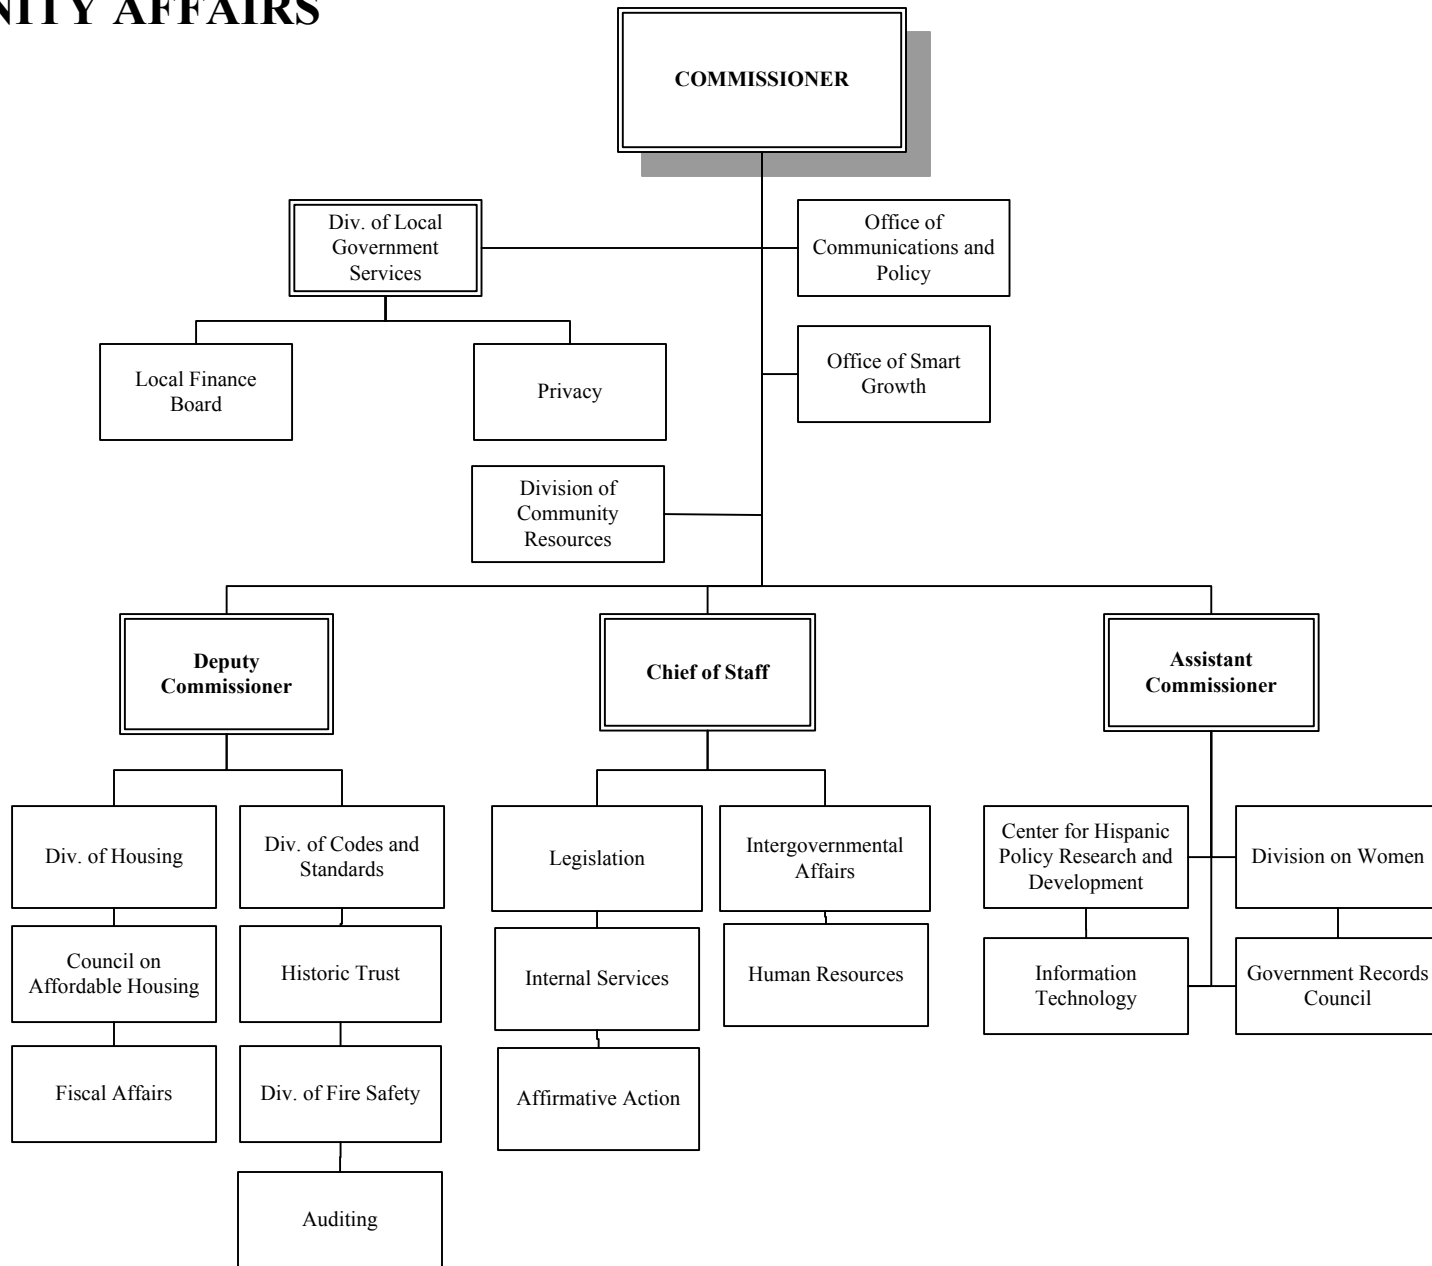 NITY AFFAIRS
COMMISSIONER
Div. of Local
Government
Services
Office of
Communications and
Policy
Local Finance
Board
Privacy
Office of Smart
Growth
Division of
Community
Resources
Deputy
Commissioner
Chief of Staff
Assistant
Commissioner
Div. of Housing
Div. of Codes and
Standards
Legislation
Intergovernmental
Affairs
Center for Hispanic
Policy Research and
Development
Division on Women
Council on
Affordable Housing
Historic Trust
Internal Services
Human Resources
Information
Technology
Government Records
Council
Fiscal Affairs
Div. of Fire Safety
Affirmative Action
Auditing